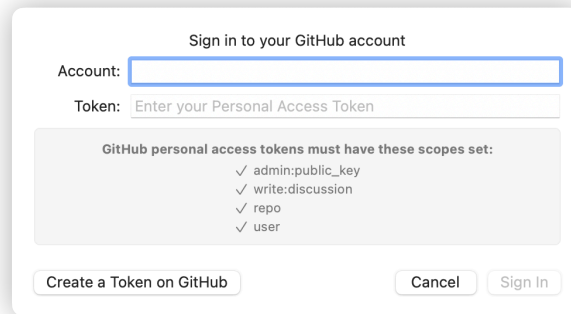 Sign in to your GitHub account
Account:
Token: Enter your Personal Access Token
GitHub personal access tokens must have these scopes set:
✓ admin:public_key
✓ write:discussion
✓ repo
✓ user
Create a Token on GitHub Cancel Sign In